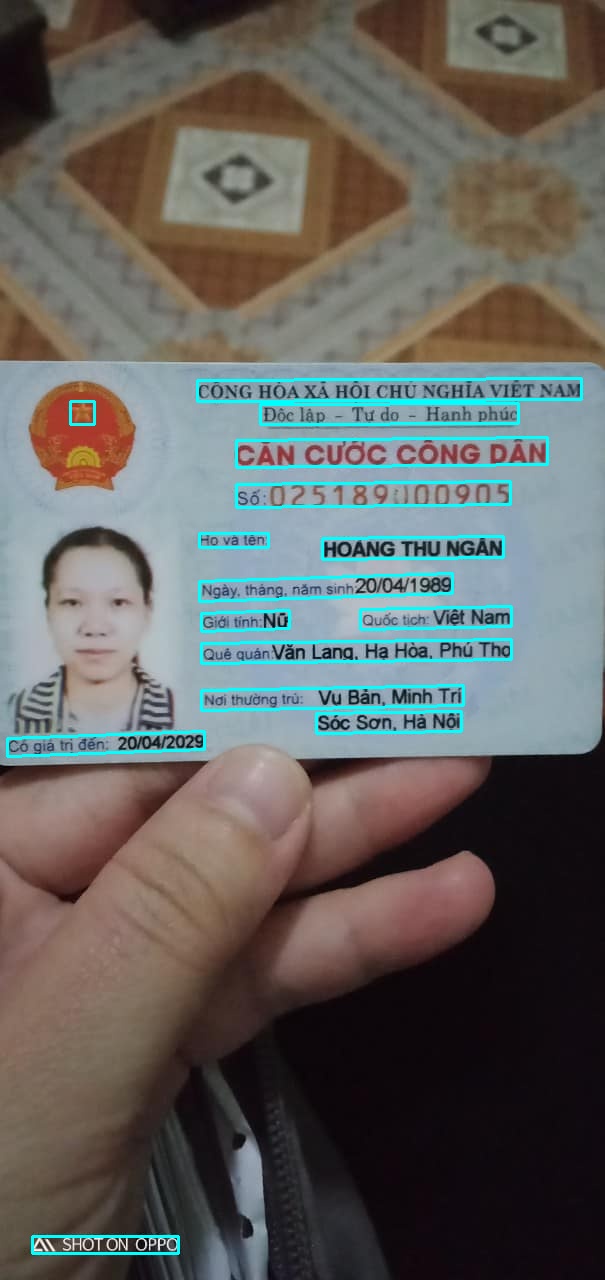 CỘNG HÒA XÃ HỘI CHỦ NGHĨA VIỆT NAM
Độc lập - Tự do - Hạnh phúc
CĂN CƯỚC CÔNG DÂN
Số: 025189000905
Họ và tên: HOÀNG THU NGÂN
Ngày, tháng, năm sinh: 20/04/1989
Giới tính: Nữ Quốc tịch: Việt Nam
Quê quán: Văn Lang, Hạ Hòa, Phú Thọ
Nơi thường trú: Vụ Bản, Minh Trí
Sóc Sơn, Hà Nội
Có giá trị đến: 20/04/2029
SHOT ON OPPO